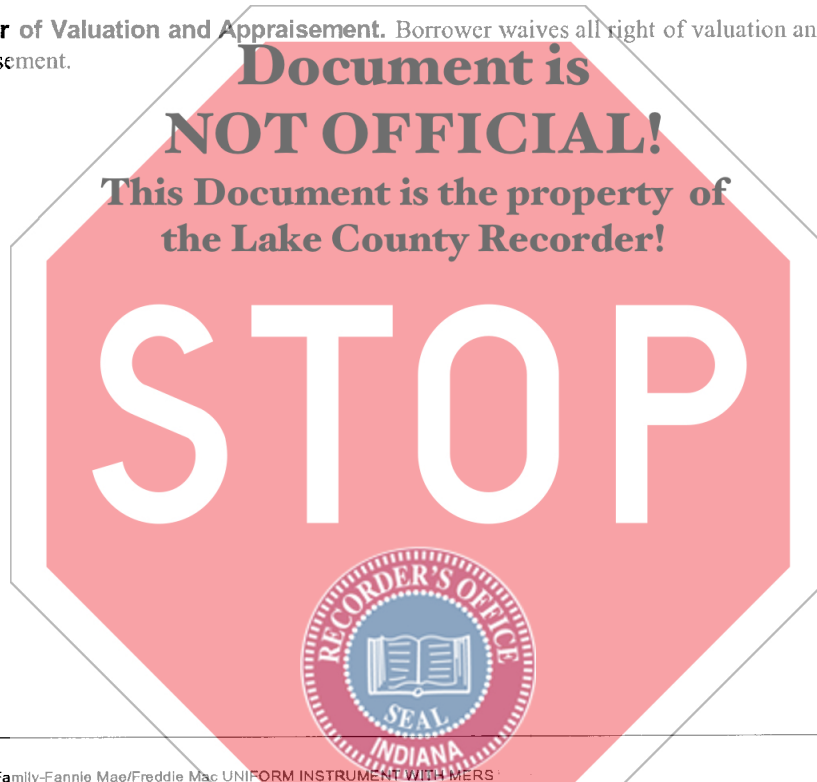 r of Valuation and Appraisement. Borrower waives all right of valuation an
sement.
Document is
NOT OFFICIAL!
This Document is the property of
the Lake County Recorder!
STOP
RECORDER'S OFFICE
SEAL
INDIANA
Family-Fannie Mae/Freddie Mac UNIFORM INSTRUMENT WITH MERS